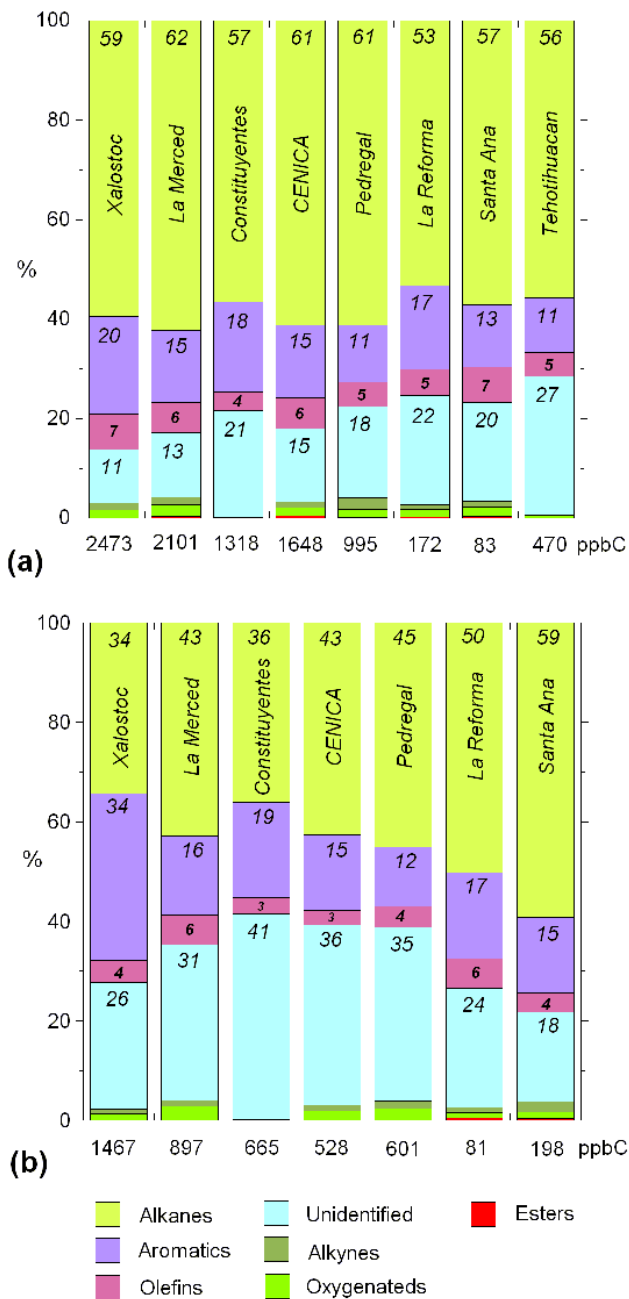 100
59 62 57 61 61 53 57 56
80
Xalostoc La Merced Constituyentes CENICA Pedregal La Reforma Santa Ana Tehotihuacan
60
%
40
20 15 18 15 11 17 13 11
7 6 4 6 5 5 7 5
20
11 13 21 15 18 22 20 27
0
2473 2101 1318 1648 995 172 83 470 ppbC
(a)
100
34 43 36 43 45 50 59
Xalostoc La Merced Constituyentes CENICA Pedregal La Reforma Santa Ana
80
60
%
34 16 19 15 12 17 15
40
4 6 3 3 4 6 4
26 31 41 36 35 24 18
20
0
1467 897 665 528 601 81 198 ppbC
(b)
Alkanes Unidentified Esters
Aromatics Alkynes
Olefins Oxygenateds